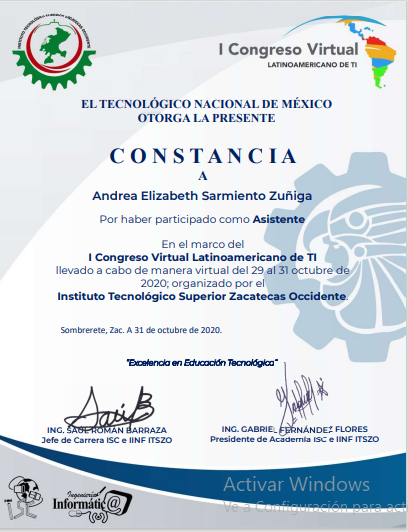 INSTITUTO TECNOLÓGICO SUPERIOR ZACATECAS OCCIDENTE
I Congreso Virtual
LATINOAMERICANO DE TI
EL TECNOLÓGICO NACIONAL DE MÉXICO
OTORGA LA PRESENTE
CONSTANCIA
A
Andrea Elizabeth Sarmiento Zuñiga
Por haber participado como Asistente
En el marco del
I Congreso Virtual Latinoamericano de TI
llevado a cabo de manera virtual del 29 al 31 octubre de
2020; organizado por el
Instituto Tecnológico Superior Zacatecas Occidente.
Sombrerete, Zac. A 31 de octubre de 2020.
"Excelencia en Educación Tecnológica"
ING. SAÚL ROMAN BARRAZA
Jefe de Carrera ISC e IINF ITSZO
ING. GABRIEL FERNÁNDEZ FLORES
Presidente de Academia ISC e IINF ITSZO
Ingeniería
Informátic@
Activar Windows
Ve a Configuración para act